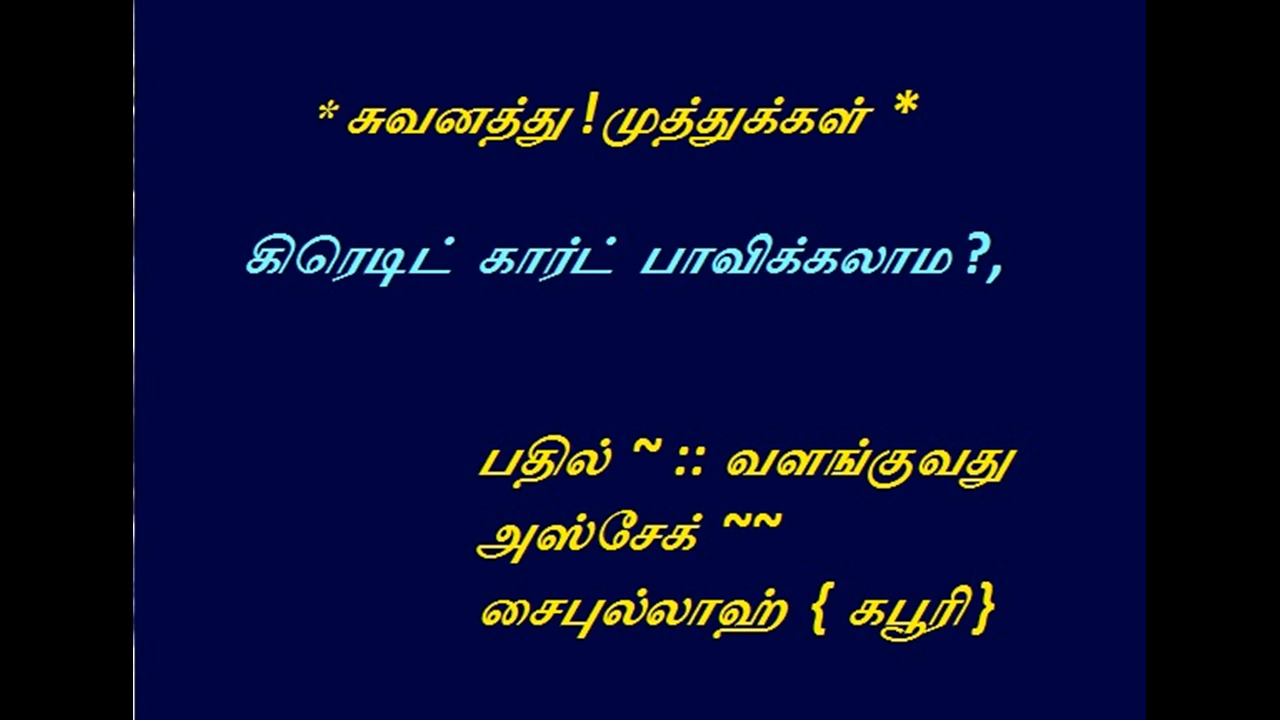 * சுவனத்து ! முத்துக்கள் *
கிரெடிட் கார்ட் பாவிக்கலாம ?,
பதில் ~ :: வளங்குவது
அஸ்சேக் ~~
சைபுல்லாஹ் { கபூரி }